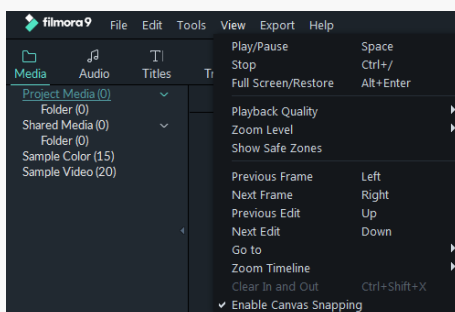 filmora9 File Edit Tools View Export Help
Media Audio Titles Tr
Project Media (0)
Folder (0)
Shared Media (0)
Folder (0)
Sample Color (15)
Sample Video (20)
Play/Pause Space
Stop Ctrl+/
Full Screen/Restore Alt+Enter
Playback Quality
Zoom Level
Show Safe Zones
Previous Frame Left
Next Frame Right
Previous Edit Up
Next Edit Down
Go to
Zoom Timeline
Clear In and Out Ctrl+Shift+X
Enable Canvas Snapping